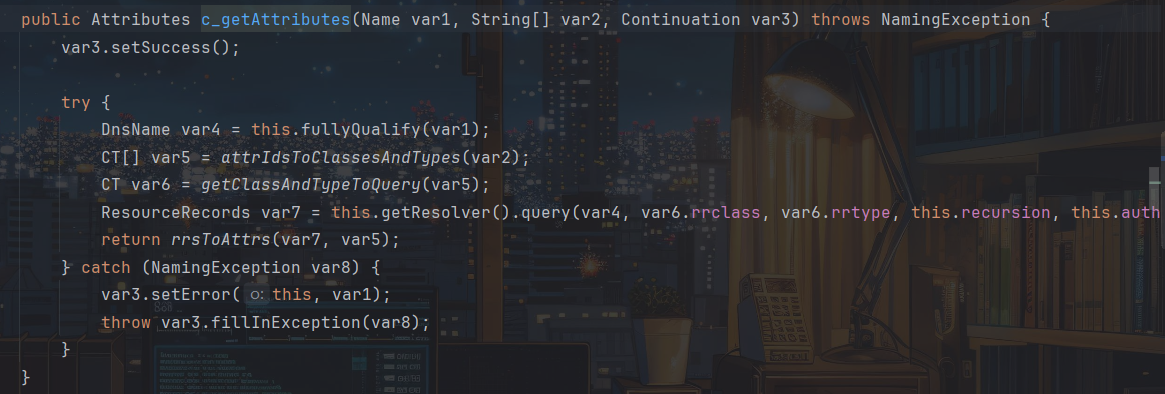 public Attributes c_getAttributes(Name var1, String[] var2, Continuation var3) throws NamingException {
var3.setSuccess();
try {
DnsName var4 = this.fullyQualify(var1);
CT[] var5 = attrIdsToClassesAndTypes(var2);
CT var6 = getClassAndTypeToQuery(var5);
ResourceRecords var7 = this.getResolver().query(var4, var6.rrclass, var6.rrtype, this.recursion, this.auth
return rrsToAttrs(var7, var5);
} catch (NamingException var8) {
var3.setError( o: this, var1);
throw var3.fillInException(var8);
}
}